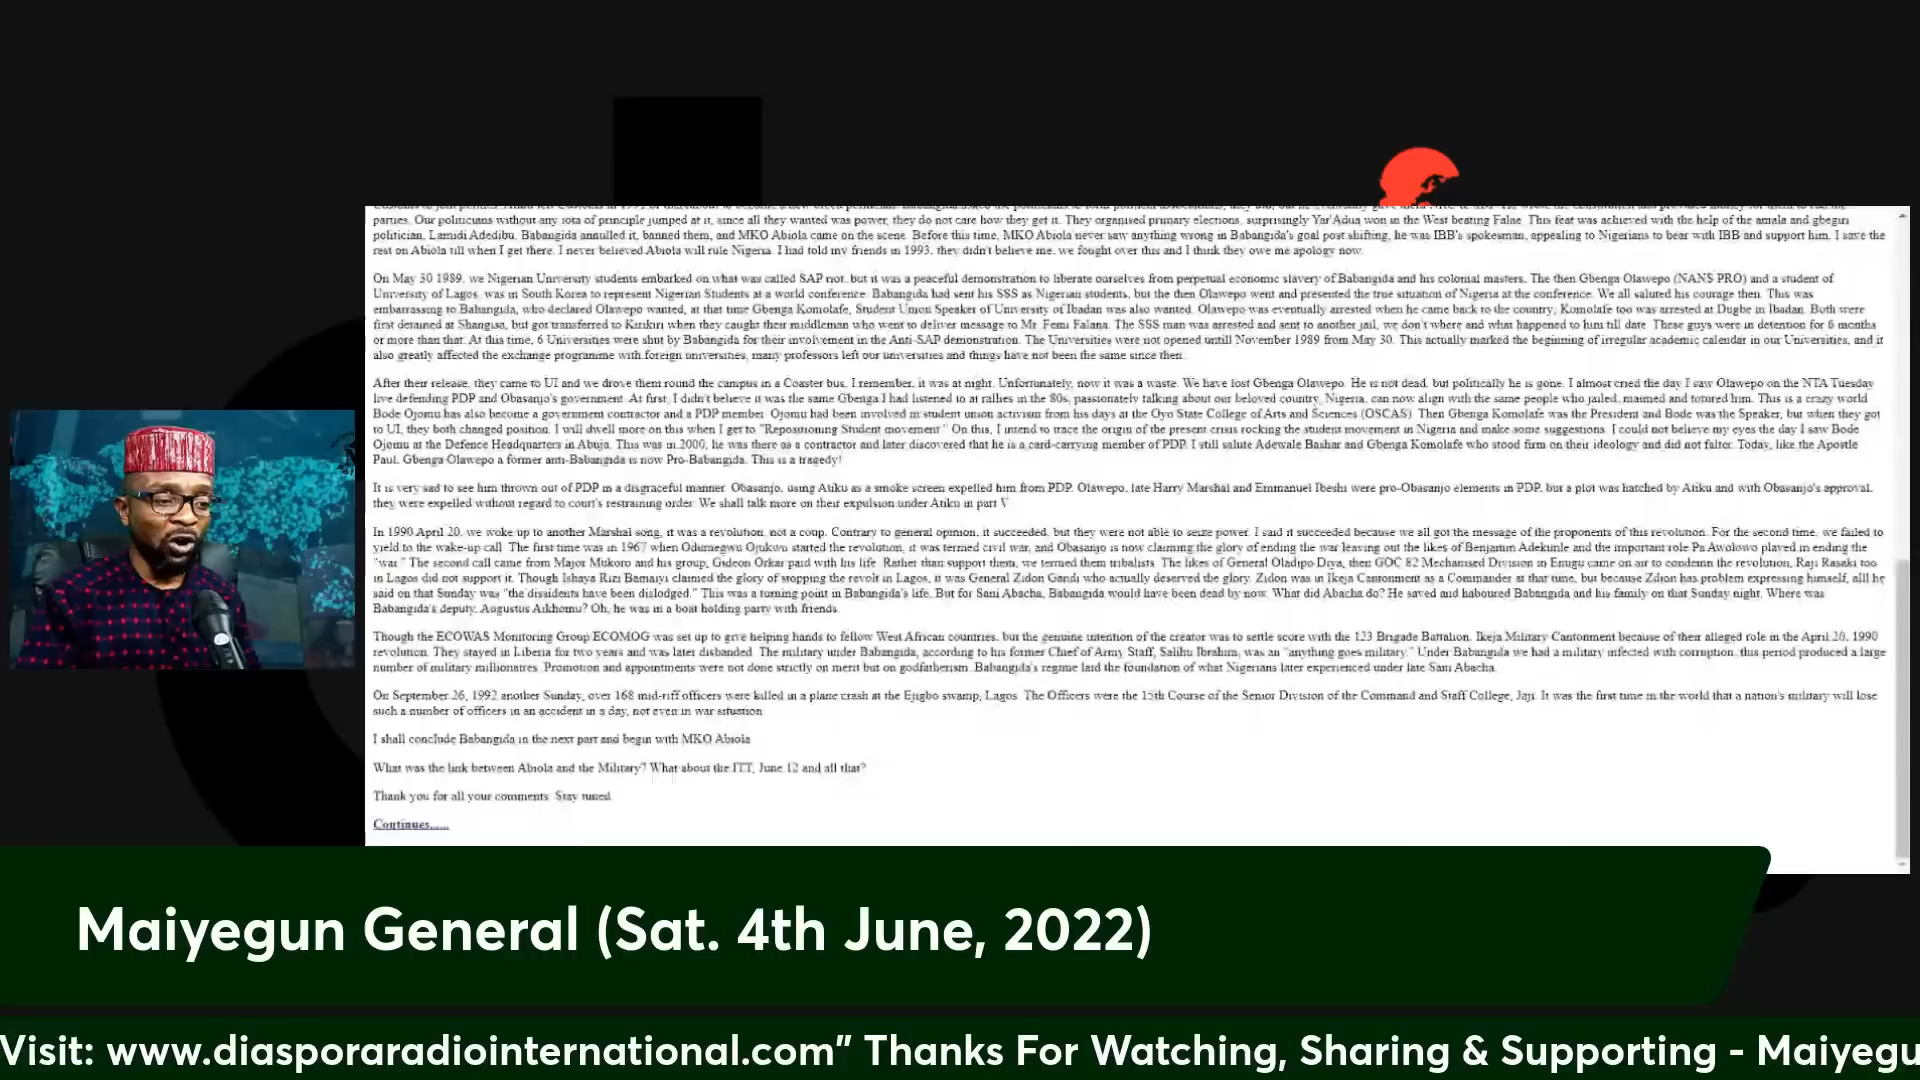 parties. Our politicians without any iota of principle jumped at it, since all they wanted was power, they do not care how they get it. They organised primary elections, surprisingly Yar'Adua won in the West beating Falae. This feat was achieved with the help of the amala and gbegiri
politician, Lamidi Adedibu. Babangida annulled it, banned them, and MKO Abiola came on the scene. Before this time, MKO Abiola never saw anything wrong in Babangida's goal post shifting, he was IBB's spokesman, appealing to Nigerians to bear with IBB and support him. I save the
rest on Abiola till when I get there. I never believed Abiola will rule Nigeria. I had told my friends in 1993, they didn't believe me, we fought over this and I think they owe me apology now.
On May 30 1989, we Nigerian University students embarked on what was called SAP riot, but it was a peaceful demonstration to liberate ourselves from perpetual economic slavery of Babangida and his colonial masters. The then Gbenga Olawepo (NANS PRO) and a student of
University of Lagos, was in South Korea to represent Nigerian Students at a world conference. Babangida had sent his SSS as Nigerian students, but the then Olawepo went and presented the true situation of Nigeria at the conference. We all saluted his courage then. This was
embarrassing to Babangida, who declared Olawepo wanted, at that time Gbenga Komolafe, Student Union Speaker of University of Ibadan was also wanted. Olawepo was eventually arrested when he came back to the country, Komolafe too was arrested at Dugbe in Ibadan. Both were
first detained at Shangisa, but got transferred to Kirikiri when they caught their middleman who went to deliver message to Mr. Femi Falana. The SSS man was arrested and sent to another jail, we don't where and what happened to him till date. These guys were in detention for 6 months
or more than that. At this time, 6 Universities were shut by Babangida for their involvement in the Anti-SAP demonstration. The Universities were not opened untill November 1989 from May 30. This actually marked the beginning of irregular academic calendar in our Universities, and it
also greatly affected the exchange programme with foreign universities, many professors left our universities and things have not been the same since then.
After their release, they came to UI and we drove them round the campus in a Coaster bus, I remember, it was at night. Unfortunately, now it was a waste. We have lost Gbenga Olawepo. He is not dead, but politically he is gone. I almost cried the day I saw Olawepo on the NTA Tuesday
live defending PDP and Obasanjo's government. At first, I didn't believe it was the same Gbenga I had listened to at rallies in the 80s, passionately talking about our beloved country, Nigeria, can now align with the same people who jailed, maimed and totured him. This is a crazy world
Bode Ojomu has also become a government contractor and a PDP member. Ojomu had been involved in student union activism from his days at the Oyo State College of Arts and Sciences (OSCAS). Then Gbenga Komolafe was the President and Bode was the Speaker, but when they got
to UI, they both changed position. I will dwell more on this when I get to "Repositioning Student movement." On this, I intend to trace the origin of the present crisis rocking the student movement in Nigeria and make some suggestions. I could not believe my eyes the day I saw Bode
Ojomu at the Defence Headquarters in Abuja. This was in 2000, he was there as a contractor and later discovered that he is a card-carrying member of PDP. I still salute Adewale Bashar and Gbenga Komolafe who stood firm on their ideology and did not falter. Today, like the Apostle
Paul, Gbenga Olawepo a former anti-Babangida is now Pro-Babangida. This is a tragedy!
It is very sad to see him thrown out of PDP in a disgraceful manner. Obasanjo, using Atiku as a smoke screen expelled him from PDP. Olawepo, late Harry Marshal and Emmanuel Ibeshi were pro-Obasanjo elements in PDP, but a plot was hatched by Atiku and with Obasanjo's approval,
they were expelled without regard to court's restraining order. We shall talk more on their expulsion under Atiku in part V
In 1990 April 20, we woke up to another Marshal song, it was a revolution, not a coup. Contrary to general opinion, it succeeded, but they were not able to seize power. I said it succeeded because we all got the message of the proponents of this revolution. For the second time, we failed to
yield to the wake-up call. The first time was in 1967 when Odumegwu Ojukwu started the revolution, it was termed civil war, and Obasanjo is now claiming the glory of ending the war leaving out the likes of Benjamin Adekunle and the important role Pa Awolowo played in ending the
"war." The second call came from Major Mukoro and his group, Gideon Orkar paid with his life. Rather than support them, we termed them tribalists. The likes of General Oladipo Diya, then GOC 82 Mechanised Division in Enugu came on air to condemn the revolution, Raji Rasaki too
in Lagos did not support it. Though Ishaya Rizi Bamaiyi claimed the glory of stopping the revolt in Lagos, it was General Zidon Gandi who actually deserved the glory. Zidon was in Ikeja Cantonment as a Commander at that time, but because Zdion has problem expressing himself, alll he
said on that Sunday was "the dissidents have been dislodged." This was a turning point in Babangida's life. But for Sani Abacha, Babangida would have been dead by now. What did Abacha do? He saved and haboured Babangida and his family on that Sunday night. Where was
Babangida's deputy, Augustus Aikhomu? Oh, he was in a boat holding party with friends.
Though the ECOWAS Monitoring Group ECOMOG was set up to give helping hands to fellow West African countries, but the genuine intention of the creator was to settle score with the 123 Brigade Battalion, Ikeja Military Cantonment because of their alleged role in the April 20, 1990
revolution. They stayed in Liberia for two years and was later disbanded. The military under Babangida, according to his former Chief of Army Staff, Salihu Ibrahim, was an "anything goes military." Under Babangida we had a military infected with corruption, this period produced a large
number of military millionaires. Promotion and appointments were not done strictly on merit but on godfatherism. Babangida's regime laid the foundation of what Nigerians later experienced under late Sani Abacha.
On September 26, 1992 another Sunday, over 168 mid-riff officers were killed in a plane crash at the Ejigbo swamp, Lagos. The Officers were the 15th Course of the Senior Division of the Command and Staff College, Jaji. It was the first time in the world that a nation's military will lose
such a number of officers in an accident in a day, not even in war situation
I shall conclude Babangida in the next part and begin with MKO Abiola
What was the link between Abiola and the Military? What about the ITT, June 12 and all that?
Thank you for all your comments. Stay tuned.
Continues......
Maiyegun General (Sat. 4th June, 2022)
Visit: www.diasporaradiointernational.com" Thanks For Watching, Sharing & Supporting - Maiyegu